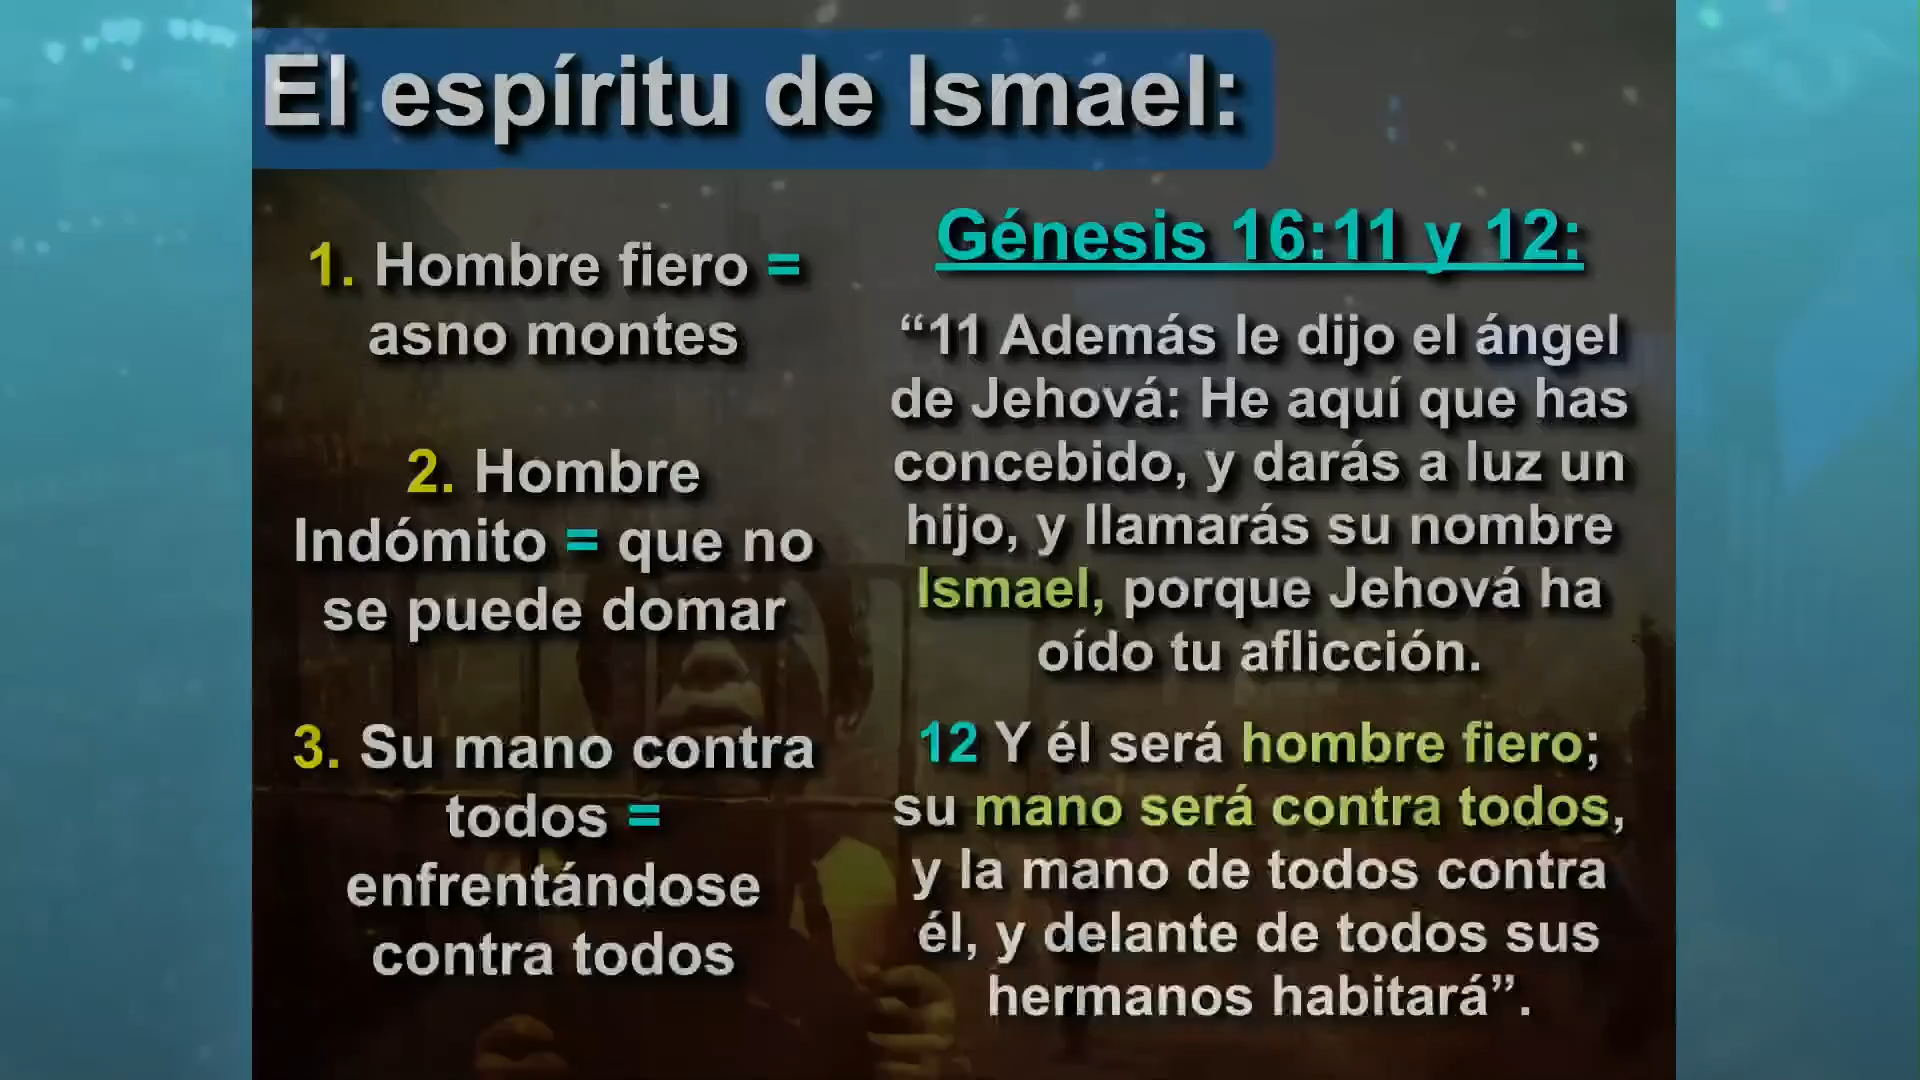 El espíritu de Ismael:
1. Hombre fiero =
asno montes
2. Hombre
Indómito = que no
se puede domar
3. Su mano contra
todos =
enfrentándose
contra todos
Génesis 16:11 y 12:
“11 Además le dijo el ángel
de Jehová: He aquí que has
concebido, y darás a luz un
hijo, y llamarás su nombre
Ismael, porque Jehová ha
oído tu aflicción.
12 Y él será hombre fiero;
su mano será contra todos,
y la mano de todos contra
él, y delante de todos sus
hermanos habitará”.